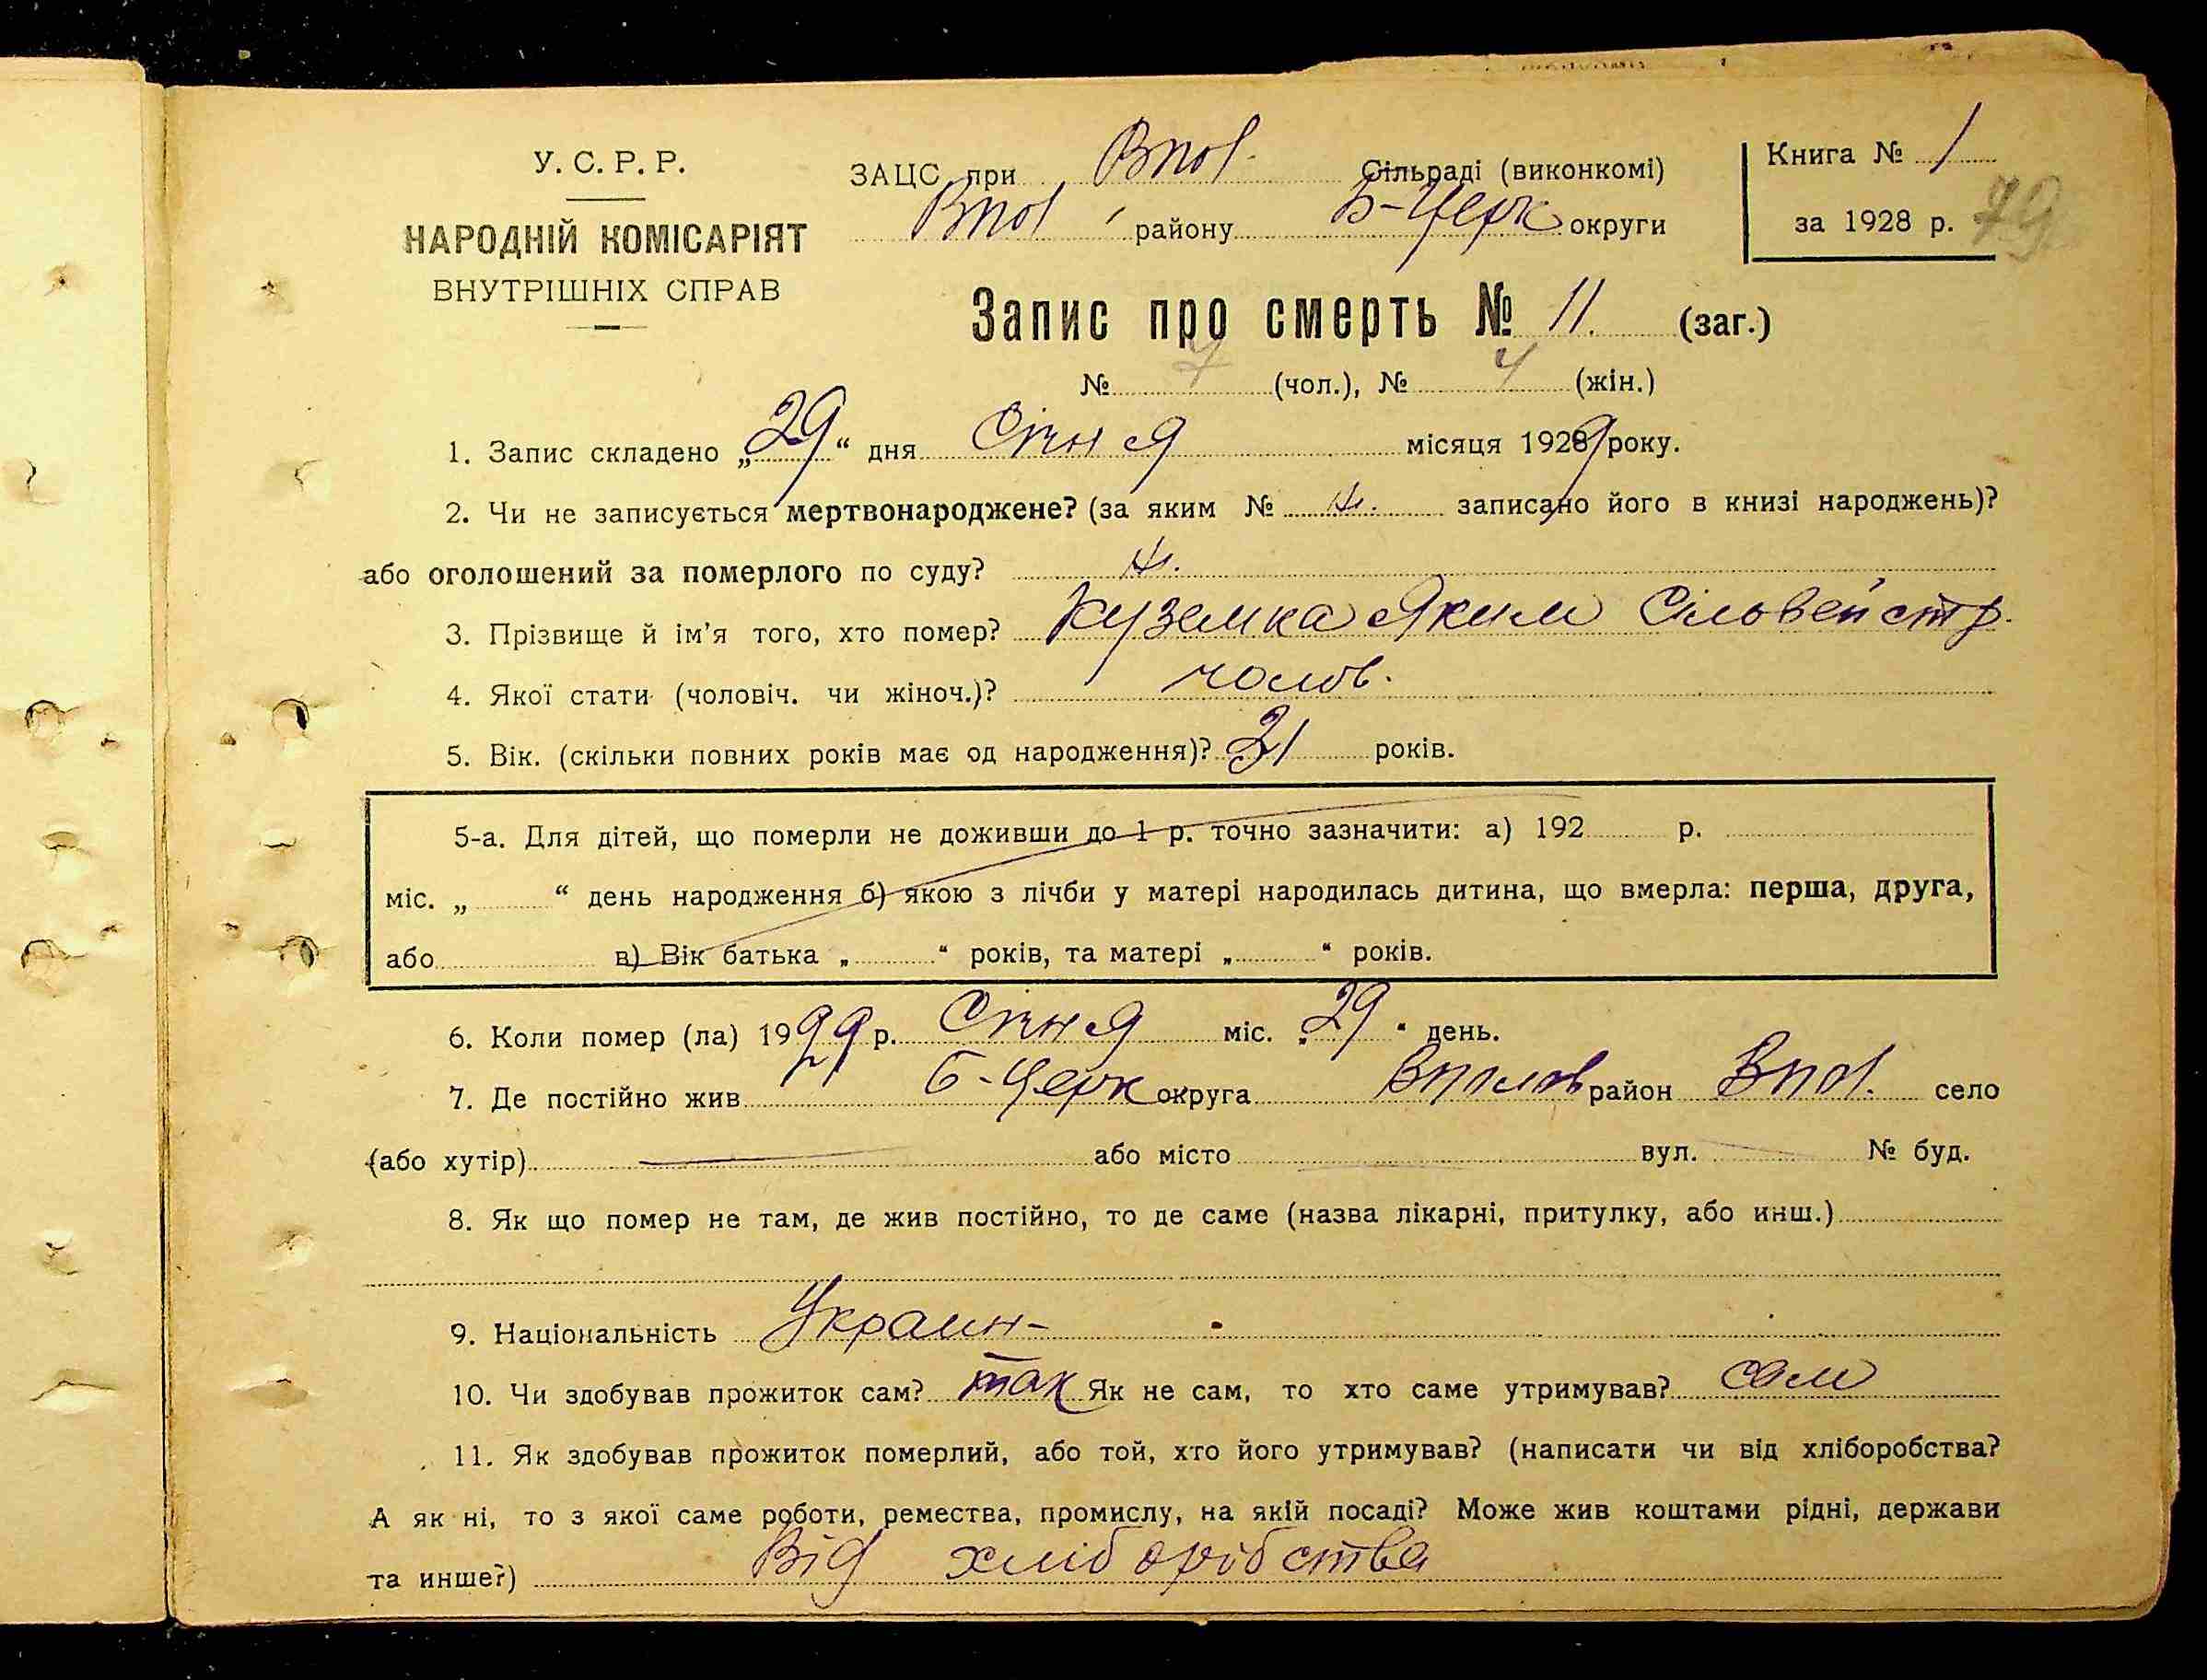 У. С. Р. Р.
НАРОДНІЙ КОМІСАРІЯТ
ВНУТРІШНІХ СПРАВ
ЗАЦС при Впол. Сільраді (виконкомі)
Впол. району Б-Церк округи
Книга № 1
за 1928 р. 79
Запис про смерть № 11. (заг.)
№ 7 (чол.), № 4 (жін.)
1. Запис складено „29“ дня Січня місяця 1929 року.
2. Чи не записується мертвонароджене? (за яким № н. записано його в книзі народжень)?
або оголошений за померлого по суду? н.
3. Прізвище й ім'я того, хто помер? Куземка Яким Сільвейстр.
4. Якої стати (чоловіч. чи жіноч.)? чолов.
5. Вік. (скільки повних років має од народження)? 21 років.
5-а. Для дітей, що померли не доживши до 1 р. точно зазначити: а) 192 р.
міс. „ “ день народження б) якою з лічби у матері народилась дитина, що вмерла: перша, друга,
або в) Вік батька „ “ років, та матері „ “ років.
6. Коли помер (ла) 1929 р. Січня міс. „29“ день.
7. Де постійно жив Б-Церк округа Вполов район Впол. село
(або хутір) — або місто — вул. — № буд.
8. Як що помер не там, де жив постійно, то де саме (назва лікарні, притулку, або инш.)
9. Національність Украин-
10. Чи здобував прожиток сам? так Як не сам, то хто саме утримував? сам
11. Як здобував прожиток померлий, або той, хто його утримував? (написати чи від хліборобства?
А як ні, то з якої саме роботи, ремества, промислу, на якій посаді? Може жив коштами рідні, держави
та инше?) Від хліборобства